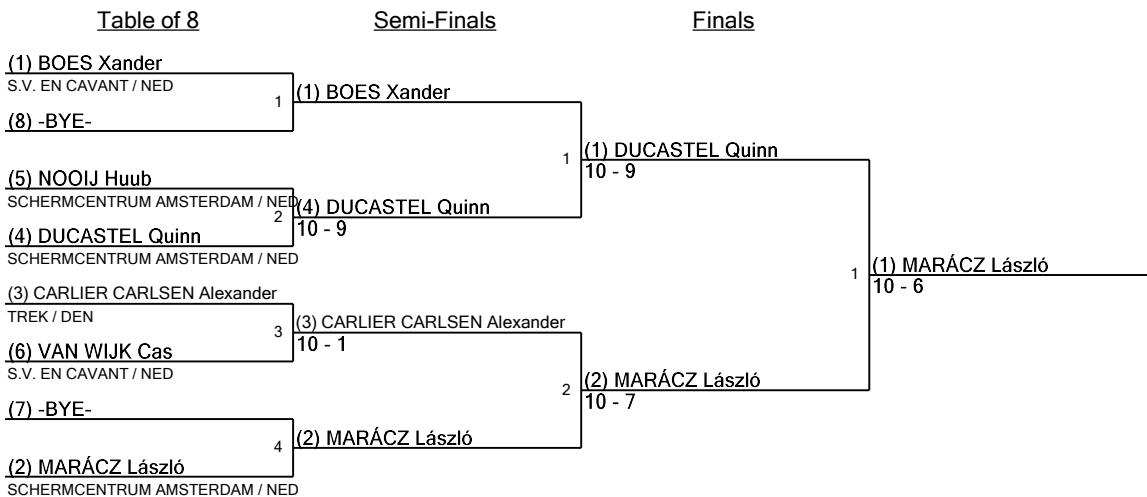 Table of 8
Semi-Finals
Finals
(1) BOES Xander
S.V. EN CAVANT / NED
1
(1) BOES Xander
(8) -BYE-
1
(1) DUCASTEL Quinn
10 - 9
(5) NOOIJ Huub
SCHERMCENTRUM AMSTERDAM / NED
2
(4) DUCASTEL Quinn
10 - 9
(4) DUCASTEL Quinn
SCHERMCENTRUM AMSTERDAM / NED
1
(1) MARÁCZ László
10 - 6
(3) CARLIER CARLSEN Alexander
TREK / DEN
3
(3) CARLIER CARLSEN Alexander
10 - 1
(6) VAN WIJK Cas
S.V. EN CAVANT / NED
2
(2) MARÁCZ László
10 - 7
(7) -BYE-
4
(2) MARÁCZ László
(2) MARÁCZ László
SCHERMCENTRUM AMSTERDAM / NED